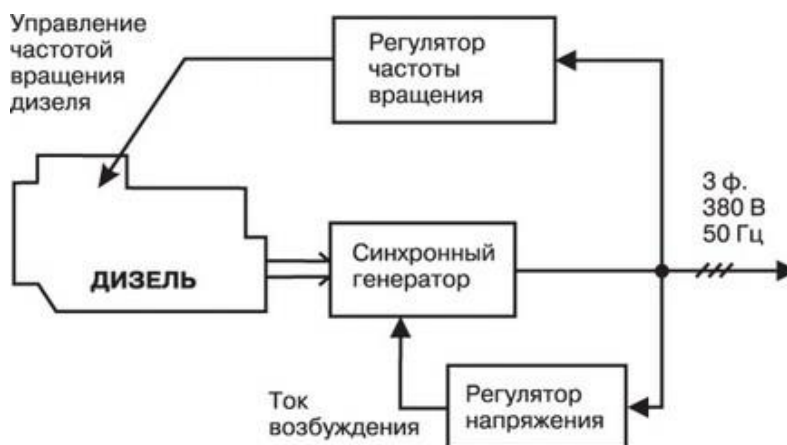 Управление
частотой
вращения
дизеля
Регулятор
частоты
вращения
3 ф.
380 В
50 Гц
ДИЗЕЛЬ
Синхронный
генератор
Ток
возбуждения
Регулятор
напряжения